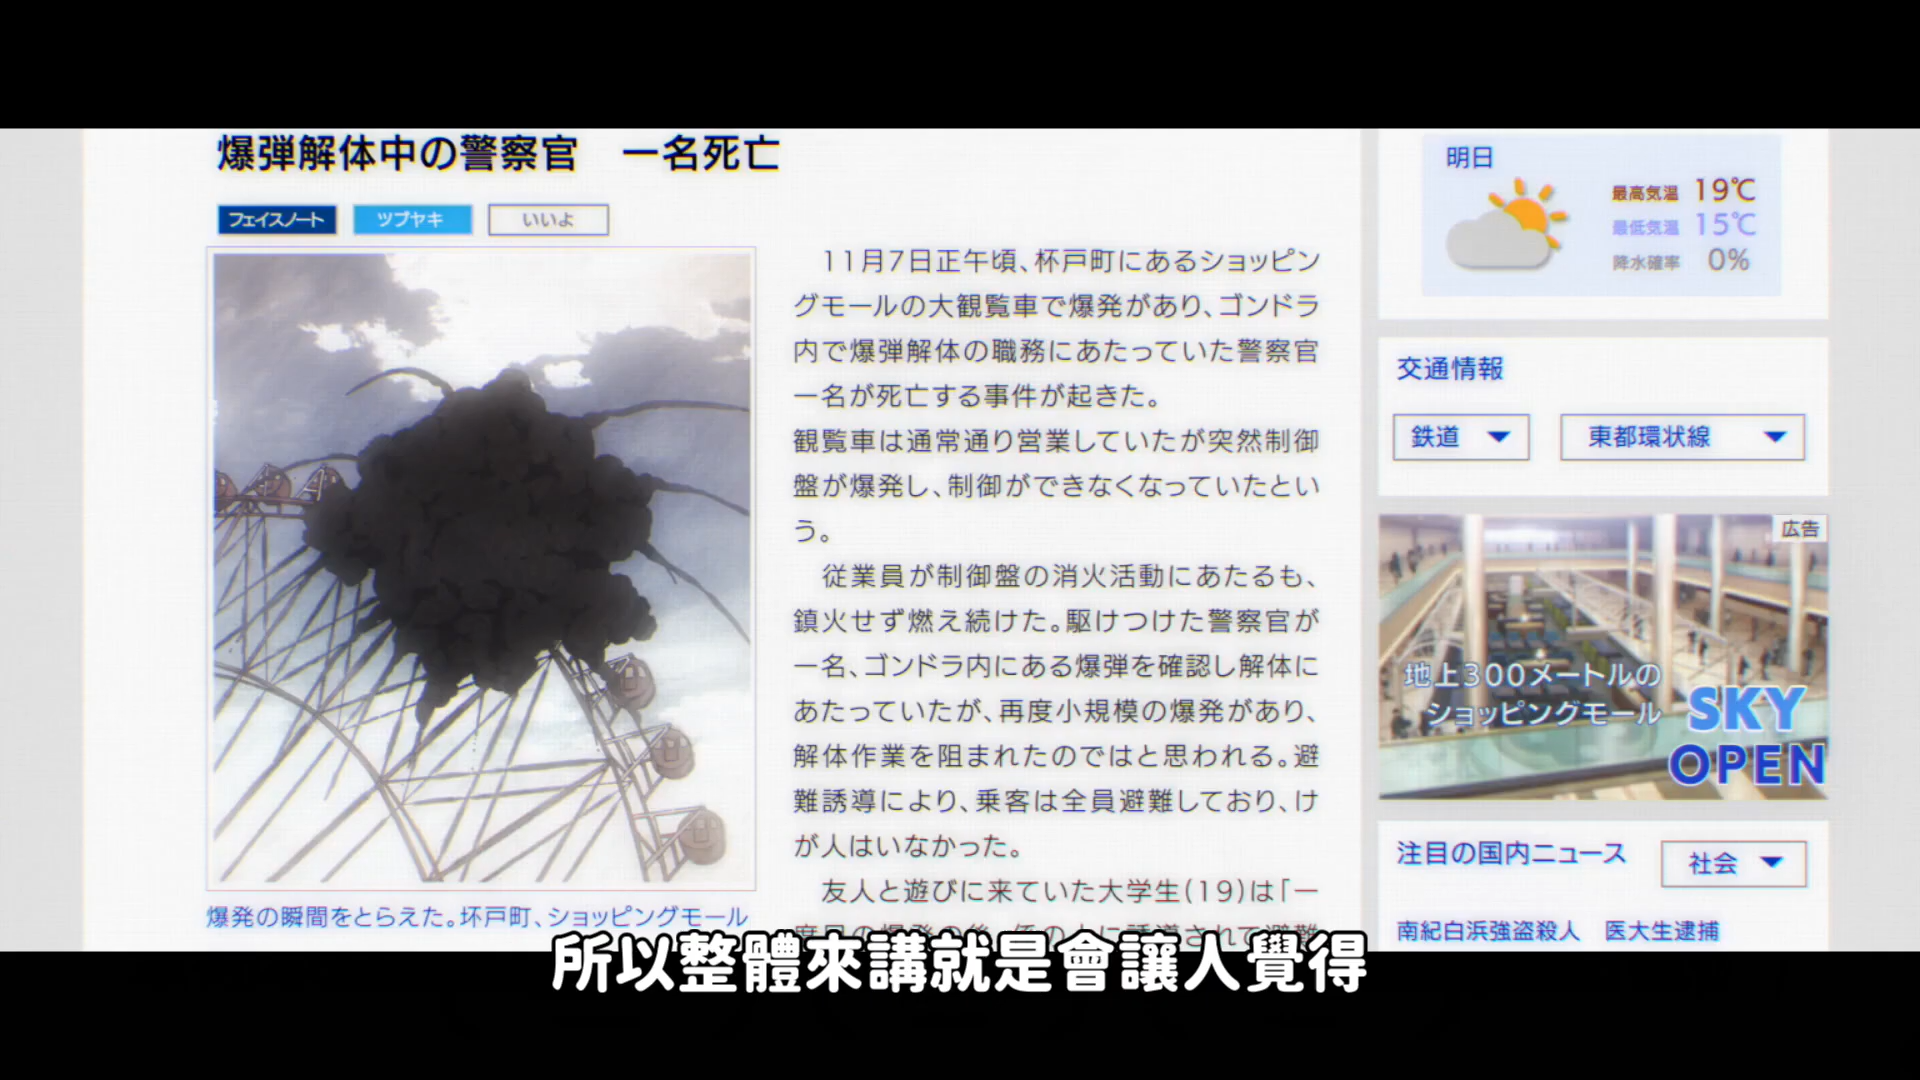 爆弾解体中の警察官　一名死亡
フェイスノート
ツブヤキ
いいよ
11月7日正午頃、杯戸町にあるショッピン
グモールの大観覧車で爆発があり、ゴンドラ
内で爆弾解体の職務にあたっていた警察官
一名が死亡する事件が起きた。
観覧車は通常通り営業していたが突然制御
盤が爆発し、制御ができなくなっていたとい
う。
従業員が制御盤の消火活動にあたるも、
鎮火せず燃え続けた。駆けつけた警察官が
一名、ゴンドラ内にある爆弾を確認し解体に
あたっていたが、再度小規模の爆発があり、
解体作業を阻まれたのではと思われる。避
難誘導により、乗客は全員避難しており、け
が人はいなかった。
友人と遊びに来ていた大学生(19)は「一
爆発の瞬間をとらえた。坏戸町、ショッピングモール
明日
最高気温 19℃
最低気温 15℃
降水確率 0%
交通情報
鉄道
東都環状線
広告
地上300メートルの
ショッピングモール
SKY
OPEN
注目の国内ニュース
社会
南紀白浜強盗殺人　医大生逮捕
所以整體來講就是會讓人覺得